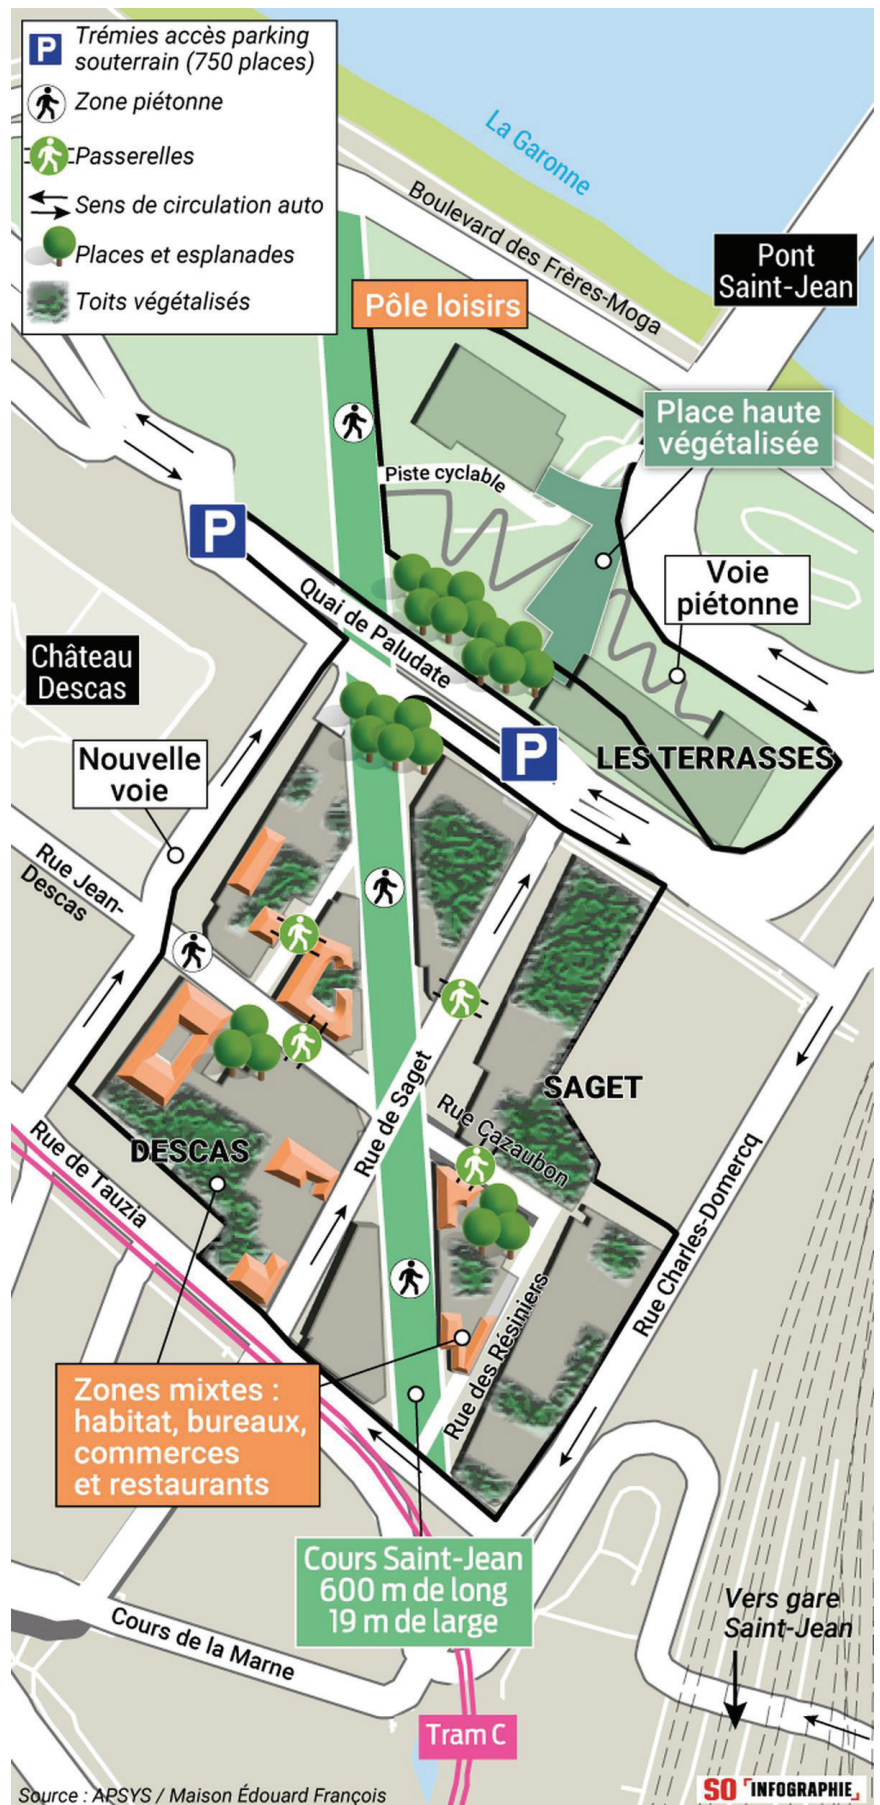 P
Trémies accès parking
souterrain (750 places)
Zone piétonne
Passerelles
Sens de circulation auto
Places et esplanades
Toits végétalisés
La Garonne
Boulevard des Frères-Moga
Pont
Saint-Jean
Pôle loisirs
Place haute
végétalisée
Piste cyclable
P
Voie
piétonne
Quai de Paludate
Château
Descas
P
LES TERRASSES
Nouvelle
voie
Rue Jean-
Descas
SAGET
Rue de Saget
Rue Cazaubon
DESCAS
Rue de Tauzia
Rue Charles-Domercq
Rue des Résiniers
Zones mixtes :
habitat, bureaux,
commerces
et restaurants
Cours Saint-Jean
600 m de long
19 m de large
Vers gare
Saint-Jean
Cours de la Marne
Tram C
Source : APSYS / Maison Édouard François
SO INFOGRAPHIE